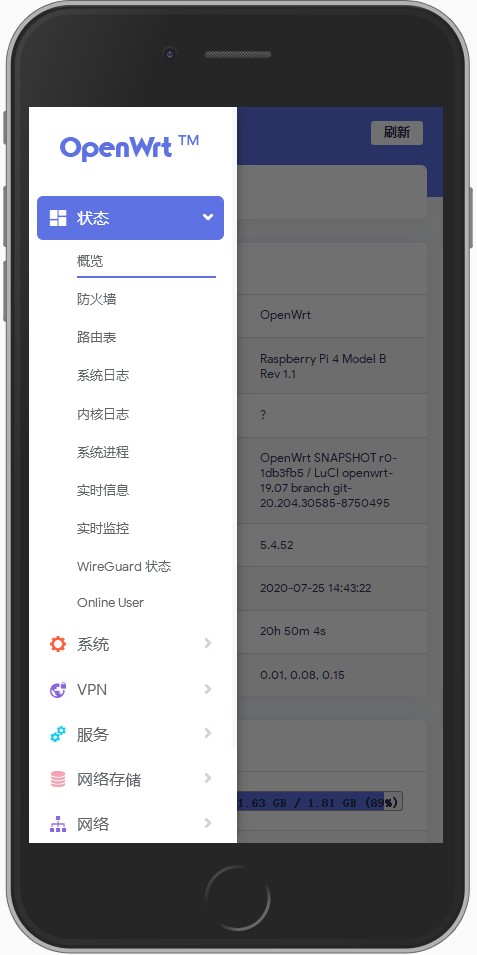 OpenWrt TM
刷新
状态
概览
防火墙
路由表
系统日志
内核日志
系统进程
实时信息
实时监控
WireGuard 状态
Online User
系统
VPN
服务
网络存储
网络
OpenWrt
Raspberry Pi 4 Model B
Rev 1.1
?
OpenWrt SNAPSHOT r0-
1db3fb5 / LuCI openwrt-
19.07 branch git-
20.204.30585-8750495
5.4.52
2020-07-25 14:43:22
20h 50m 4s
0.01, 0.08, 0.15
1.63 GB / 1.81 GB (89%)